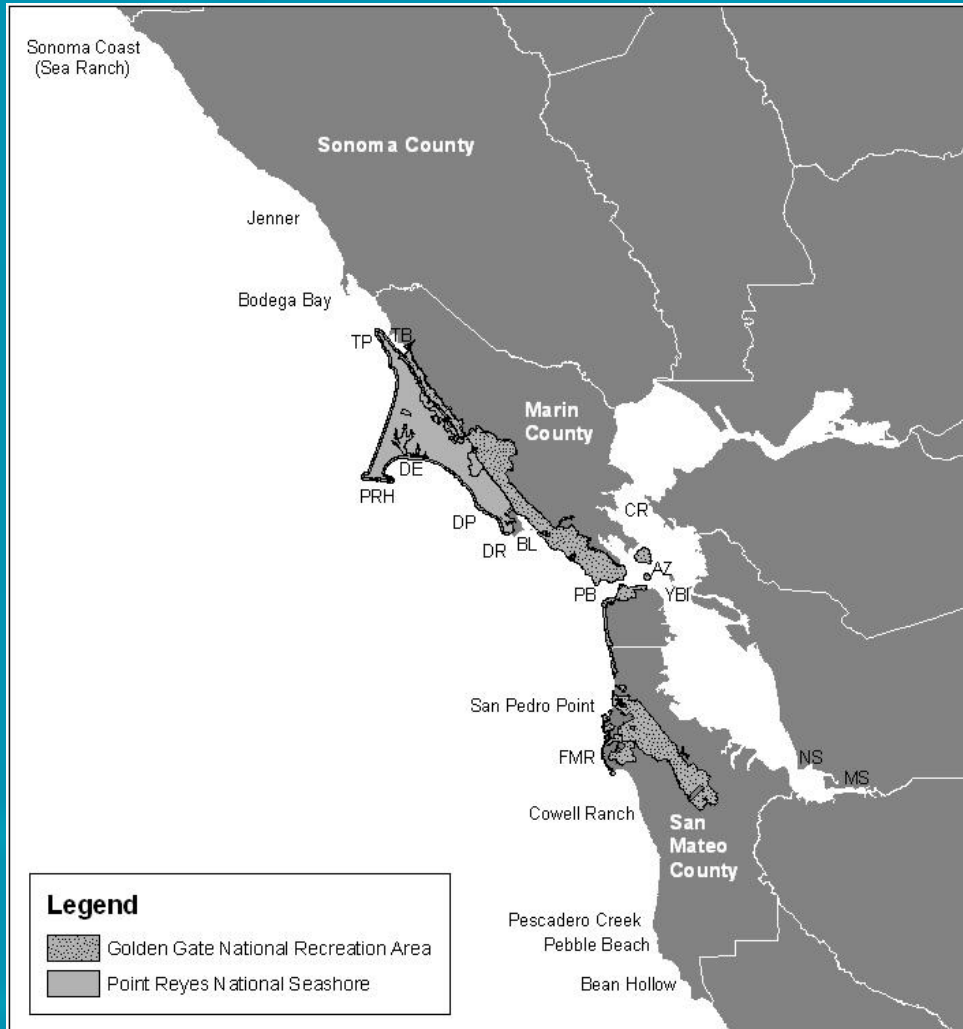 Sonoma Coast
(Sea Ranch)
Sonoma County
Jenner
Bodega Bay
TP
TB
Marin
County
DE
PRH
CR
DP
DR
BL
AZ
PB
YBI
San Pedro Point
FMR
NS
MS
Cowell Ranch
San
Mateo
County
Pescadero Creek
Pebble Beach
Bean Hollow
Legend
Golden Gate National Recreation Area
Point Reyes National Seashore